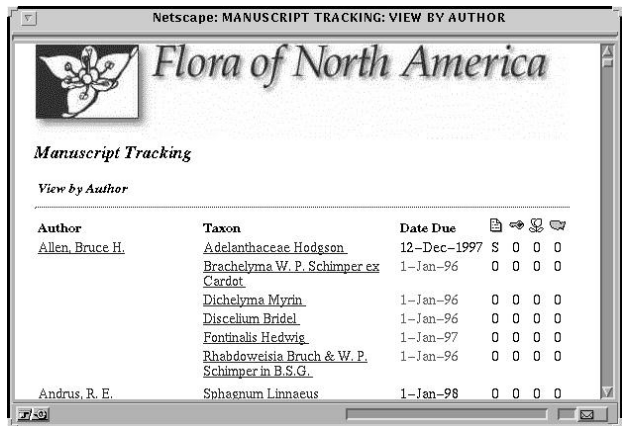 Netscape: MANUSCRIPT TRACKING: VIEW BY AUTHOR
Flora of North America
Manuscript Tracking
View by Author
Author Taxon Date Due
Allen, Bruce H. Adelanthaceae Hodgson 12-Dec-1997 S 0 0 0
Brachelyma W. P. Schimper ex 1-Jan-96 0 0 0 0
Cardot
Dichelyma Myrin 1-Jan-96 0 0 0 0
Discelium Bridel 1-Jan-96 0 0 0 0
Fontinalis Hedwig 1-Jan-97 0 0 0 0
Rhabdoweisia Bruch & W. P. 1-Jan-96 0 0 0 0
Schimper in B.S.G.
Andrus, R. E. Sphagnum Linnaeus 1-Jan-98 0 0 0 0